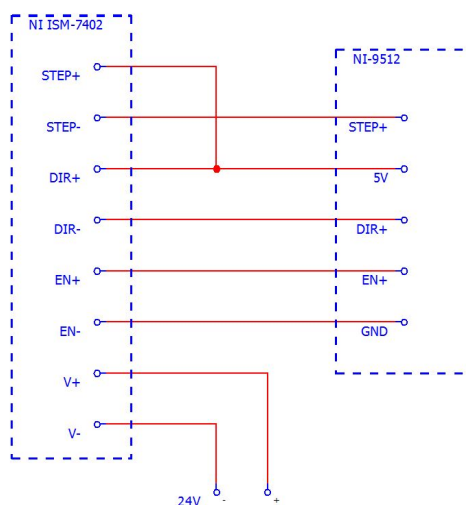 NI ISM-7402
NI-9512
STEP+
STEP-
STEP+
DIR+
5V
DIR-
DIR+
EN+
EN+
EN-
GND
V+
V-
24V - +